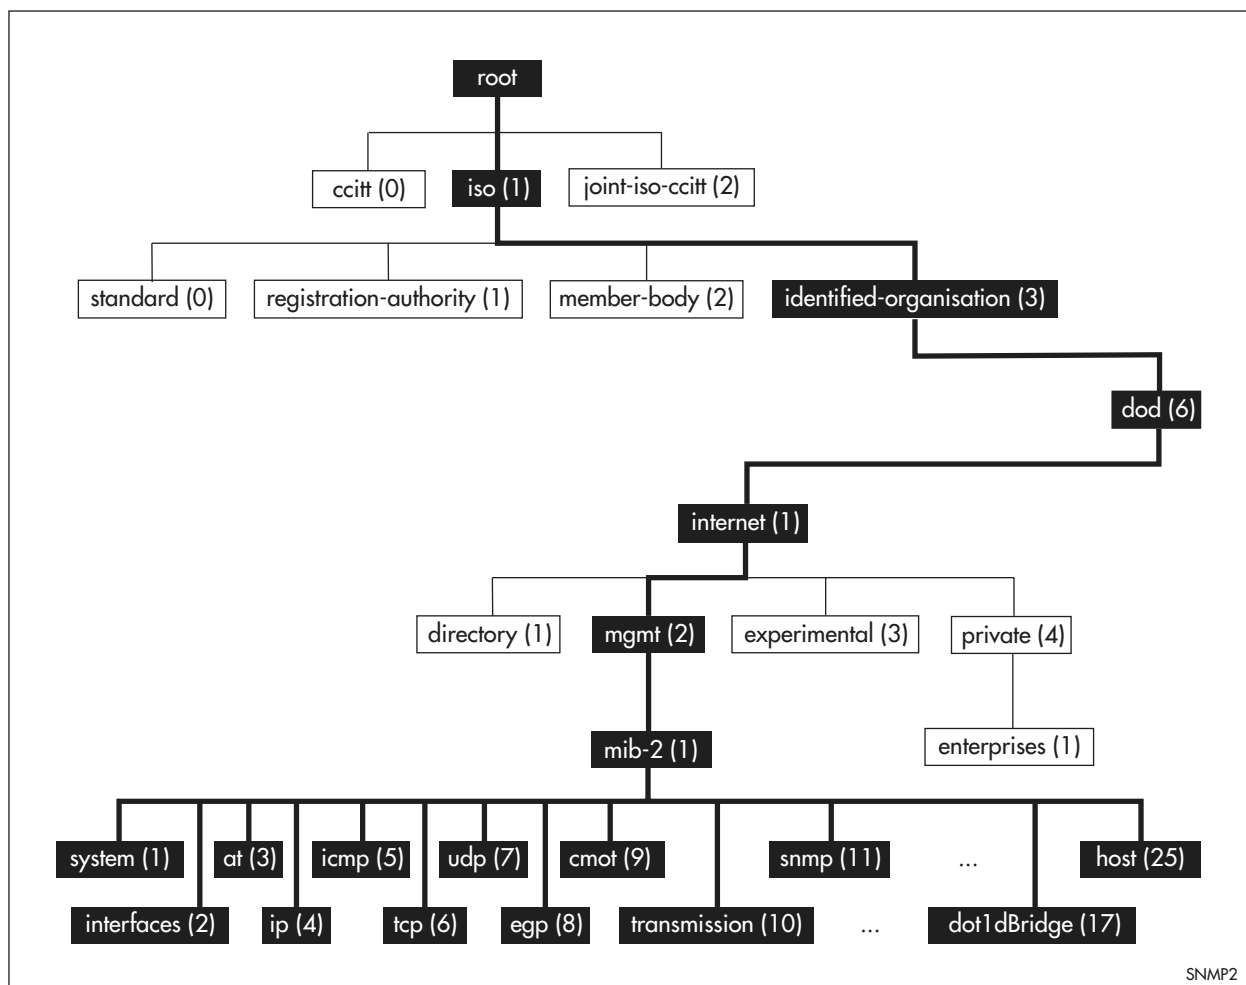 root
ccitt (0)
iso (1)
joint-iso-ccitt (2)
standard (0)
registration-authority (1)
member-body (2)
identified-organisation (3)
dod (6)
internet (1)
directory (1)
mgmt (2)
experimental (3)
private (4)
mib-2 (1)
enterprises (1)
system (1)
at (3)
icmp (5)
udp (7)
cmot (9)
snmp (11)
...
host (25)
interfaces (2)
ip (4)
tcp (6)
egp (8)
transmission (10)
...
dot1dBridge (17)
SNMP2